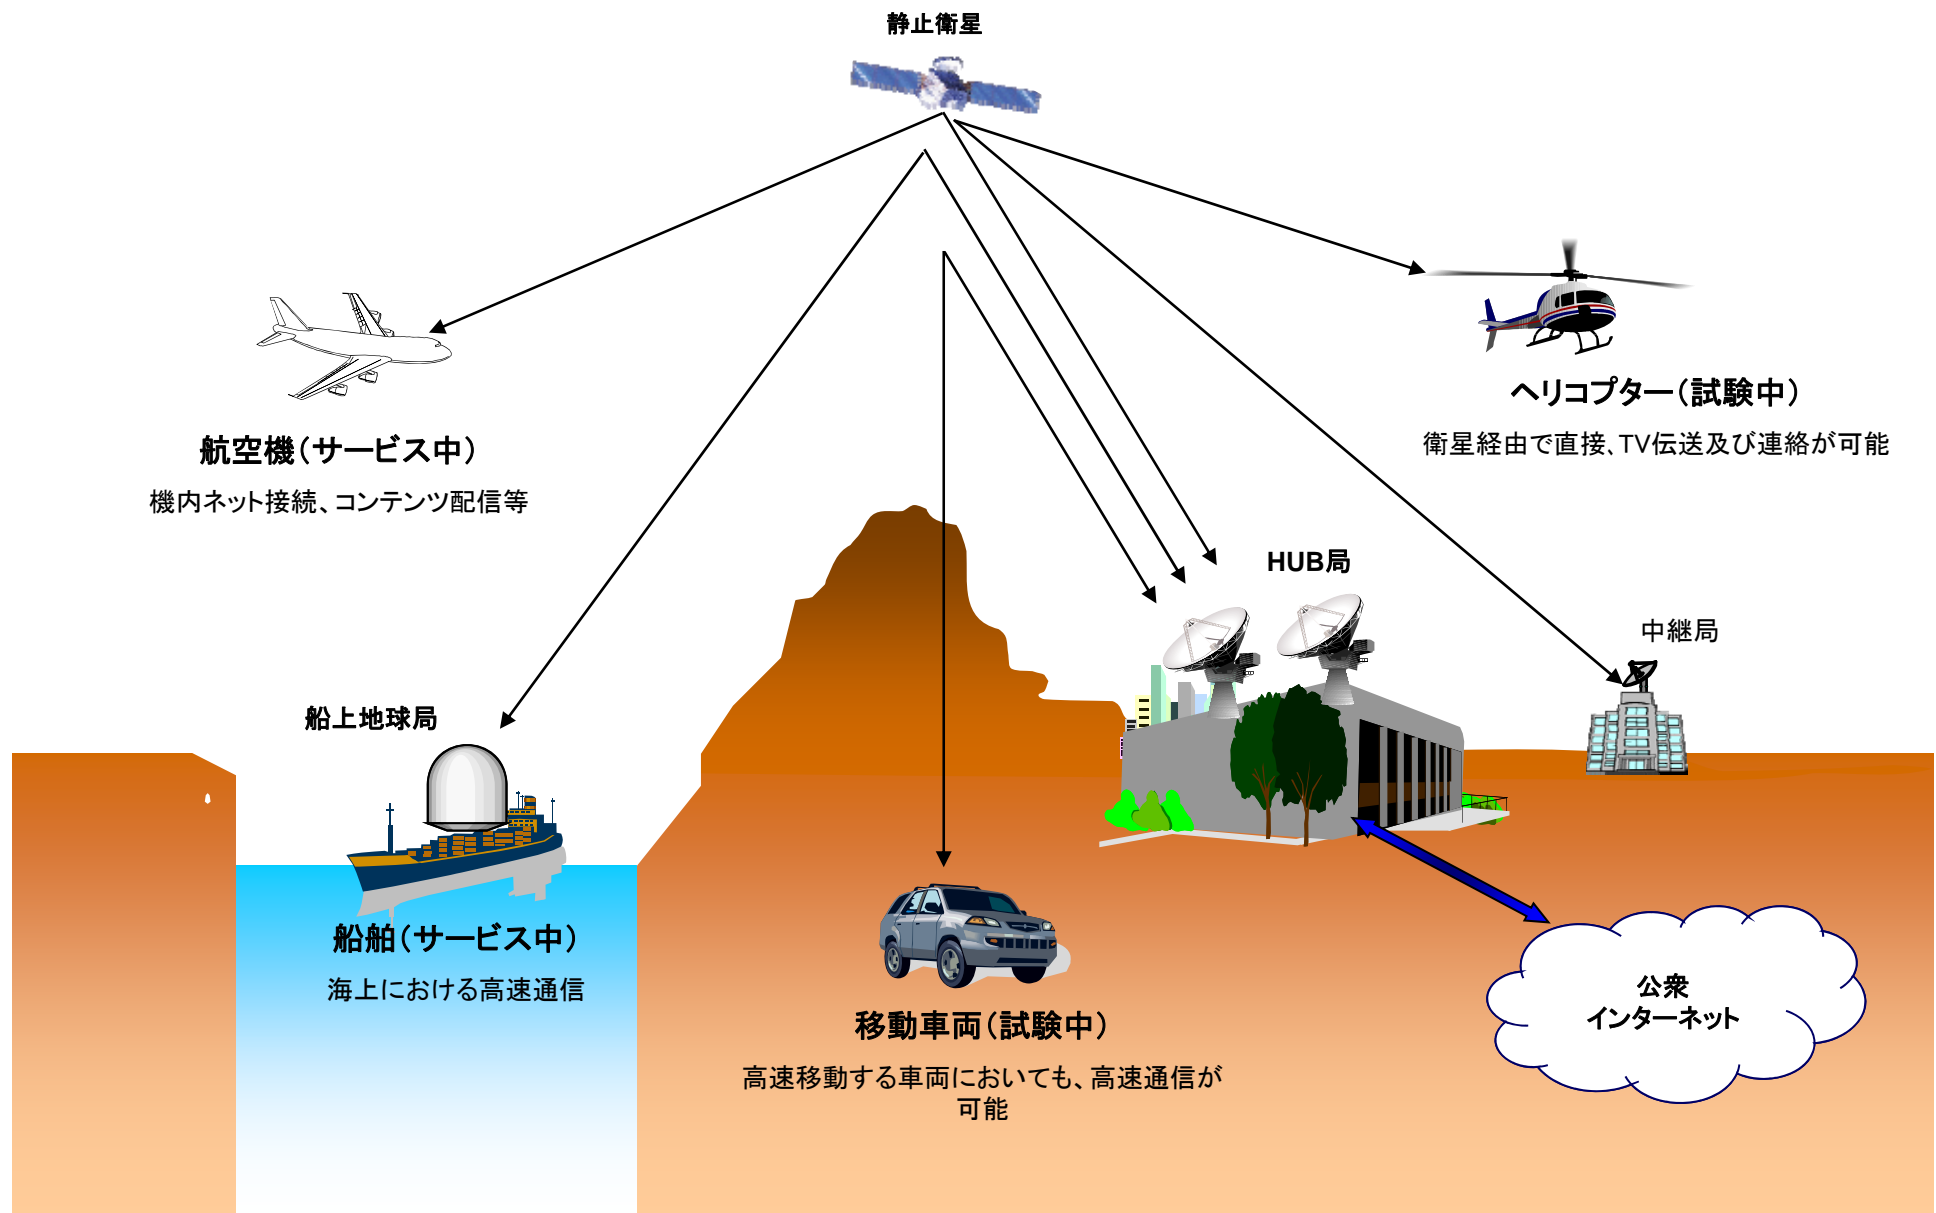 静止衛星
ヘリコプター（試験中）
衛星経由で直接、TV伝送及び連絡が可能
航空機（サービス中）
機内ネット接続、コンテンツ配信等
HUB局
中継局
船上地球局
船舶（サービス中）
海上における高速通信
移動車両（試験中）
高速移動する車両においても、高速通信が
可能
公衆
インターネット